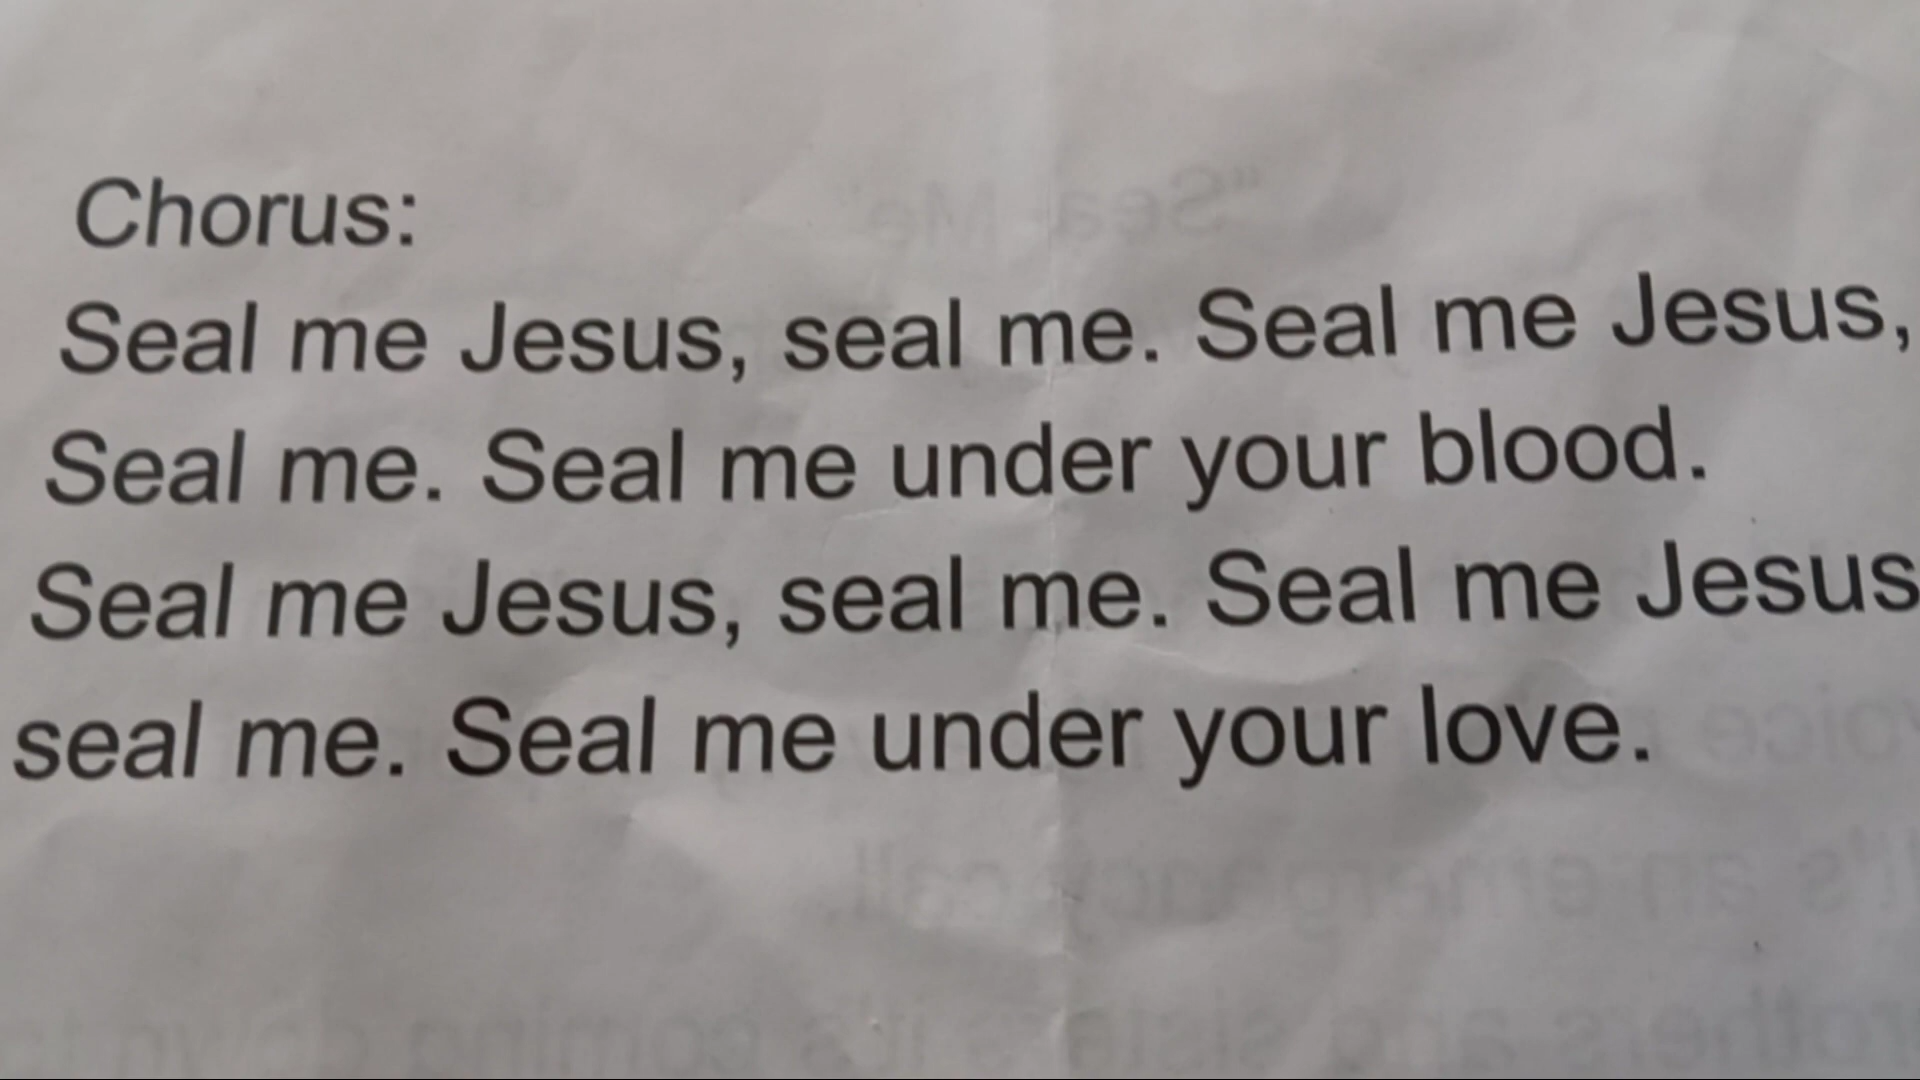 Chorus:
Seal me Jesus, seal me. Seal me Jesus,
Seal me. Seal me under your blood.
Seal me Jesus, seal me. Seal me Jesus
seal me. Seal me under your love.